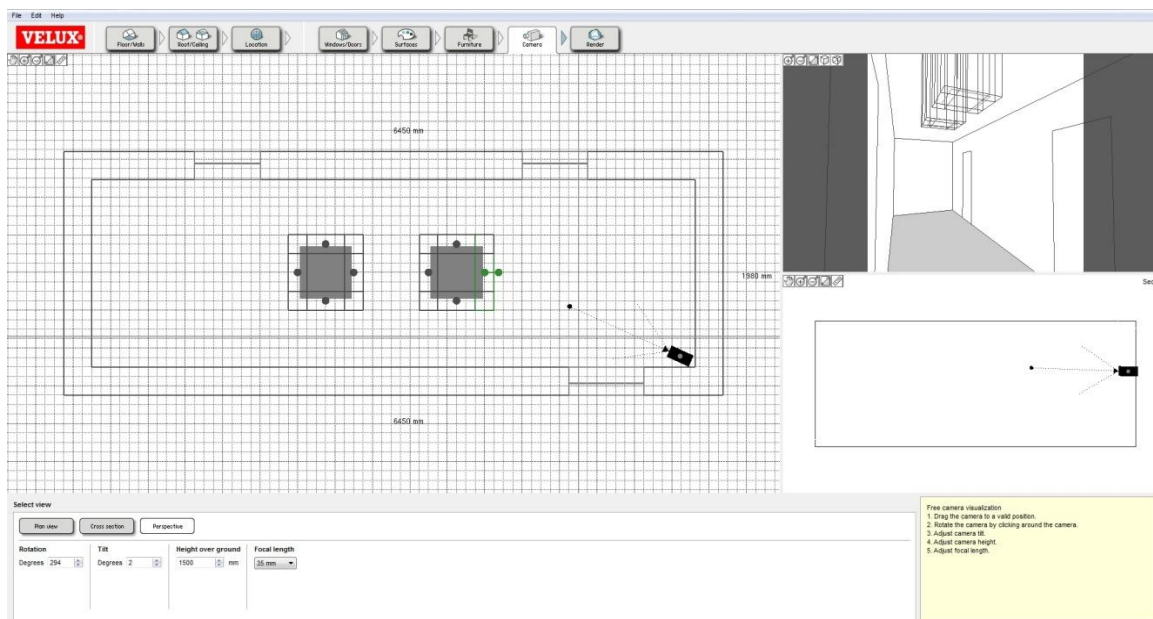 File Edit Help
VELUX®
Floor/Walls
Roof/Ceiling
Location
Windows/Doors
Surfaces
Furniture
Camera
Render
6450 mm
1980 mm
6450 mm
Sec
Select view
Plan view
Cross section
Perspective
Rotation Tilt Height over ground Focal length
Degrees 294 Degrees 2 1500 mm 35 mm
Free camera visualization
1. Drag the camera to a valid position.
2. Rotate the camera by clicking around the camera.
3. Adjust camera tilt.
4. Adjust camera height.
5. Adjust focal length.